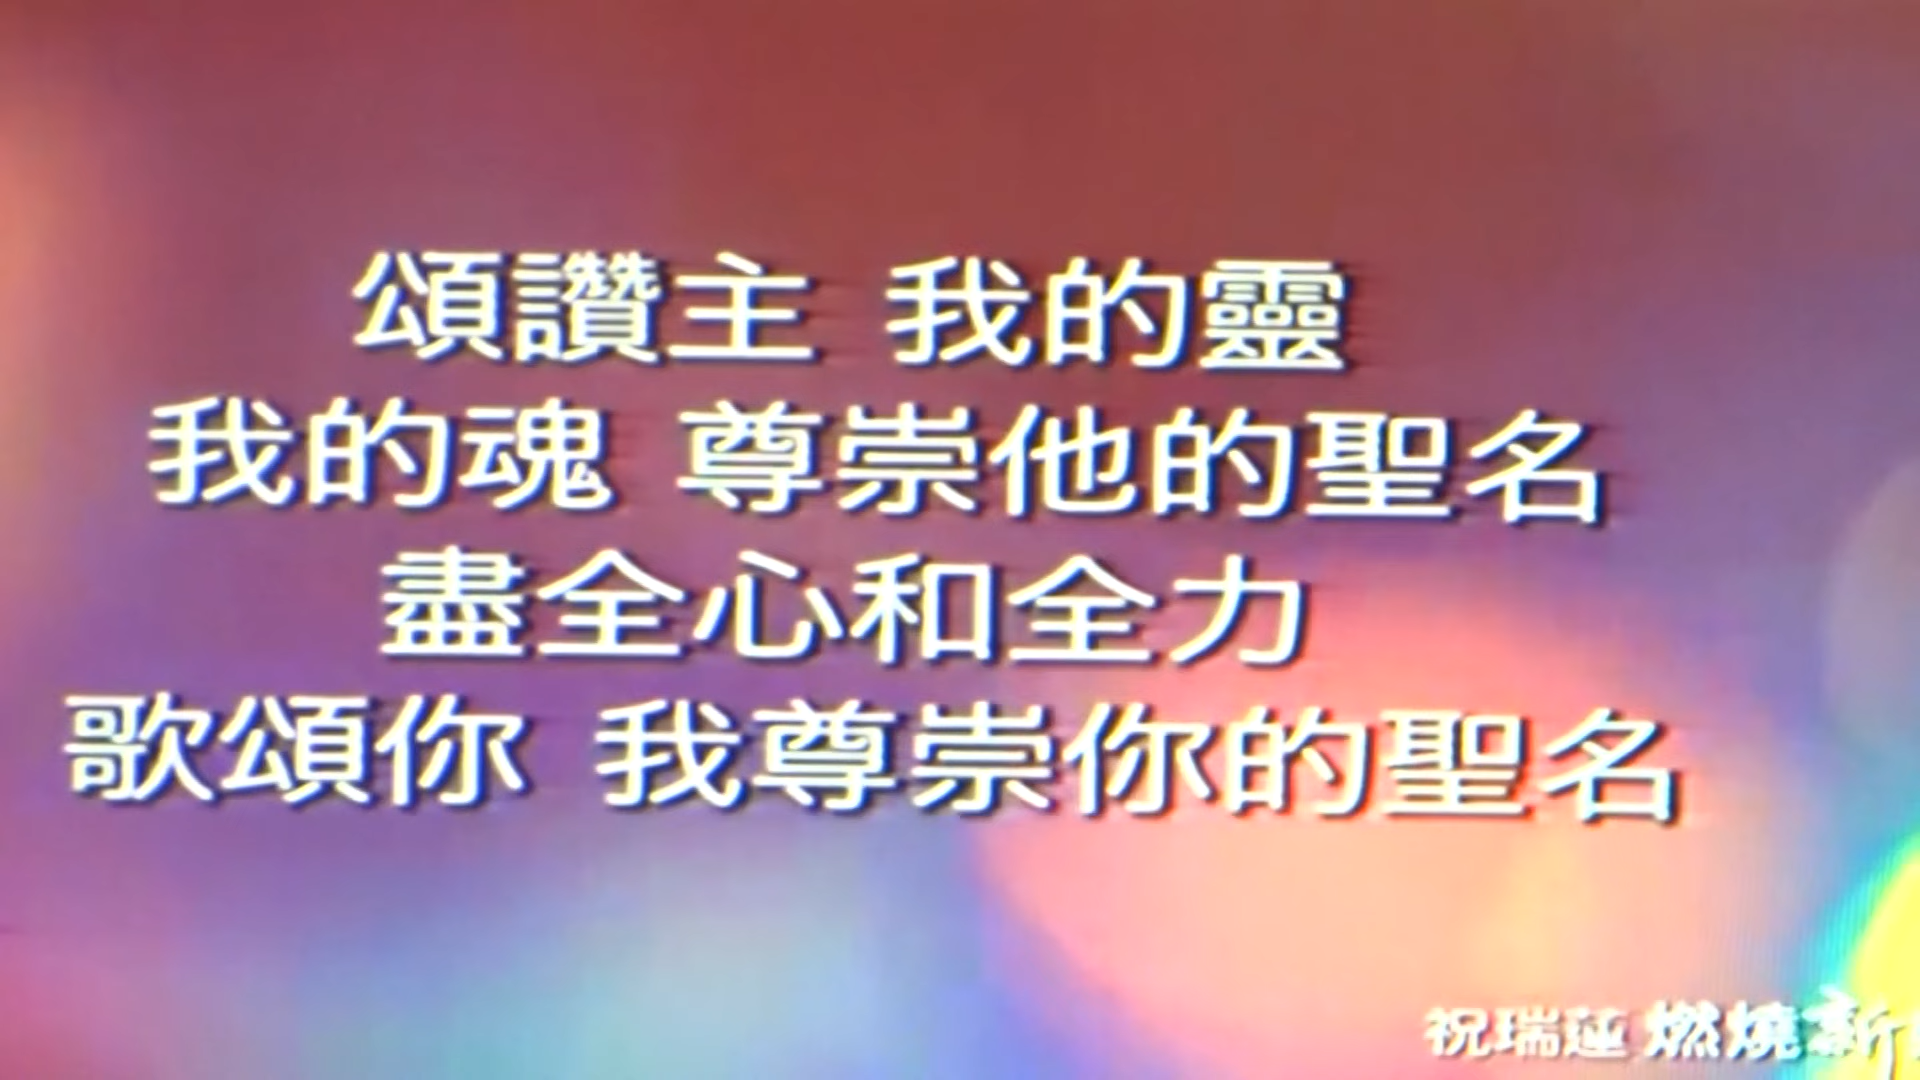 頌讚主 我的靈
我的魂 尊崇他的聖名
盡全心和全力
歌頌你 我尊崇你的聖名
祝瑞蓮 燃燒新